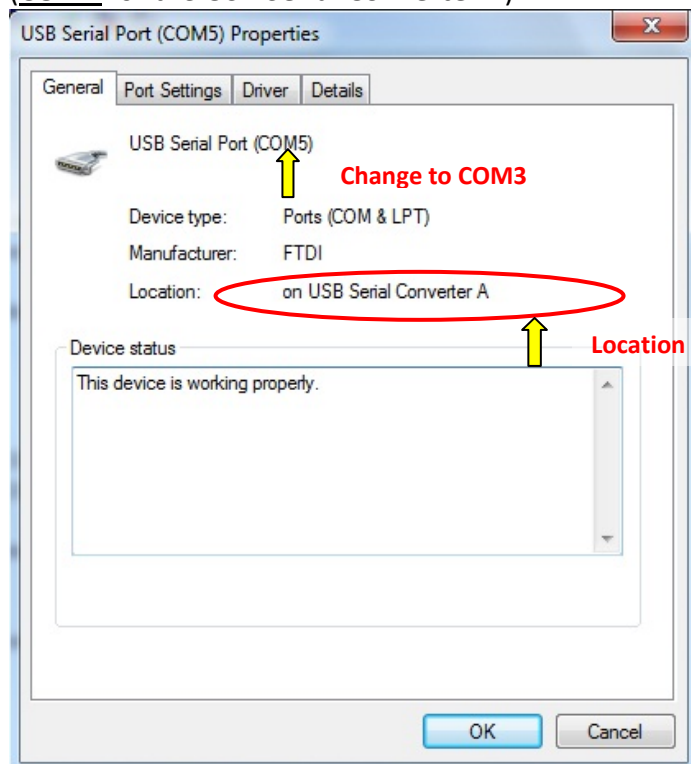 USB Serial Port (COM5) Properties
General Port Settings Driver Details
USB Serial Port (COM5)
Change to COM3
Device type: Ports (COM & LPT)
Manufacturer: FTDI
Location: on USB Serial Converter A
Location
Device status
This device is working properly.
OK Cancel